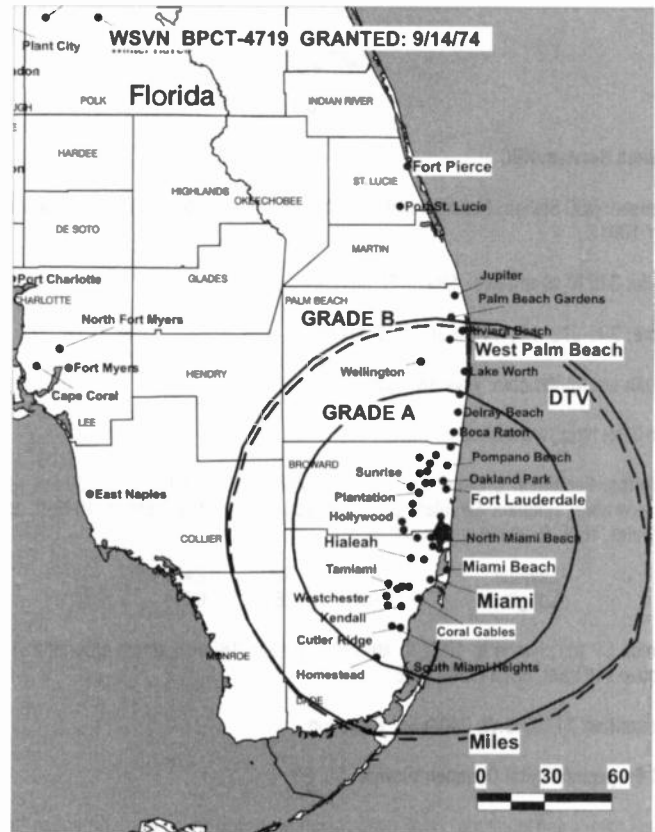 WSVN BPCT-4719 GRANTED: 9/14/74
Plant City
Florida
POLK
INDIAN RIVER
HARDEE
Fort Pierce
ST. LUCIE
HIGHLANDS
OKEECHOBEE
Port St. Lucie
DE SOTO
MARTIN
Port Charlotte
GLADES
Jupiter
CHARLOTTE
PALM BEACH
Palm Beach Gardens
North Fort Myers
GRADE B
Riviera Beach
West Palm Beach
Fort Myers
Wellington
Lake Worth
HENDRY
Cape Coral
DTV
LEE
GRADE A
Delray Beach
Boca Raton
BROWARD
Pompano Beach
Sunrise
Oakland Park
East Naples
Plantation
Fort Lauderdale
Hollywood
COLLIER
North Miami Beach
Hialeah
Tamiami
Miami Beach
Westchester
Miami
Kendall
Coral Gables
Cutler Ridge
MONROE
South Miami Heights
Homestead
DADE
Miles
0 30 60